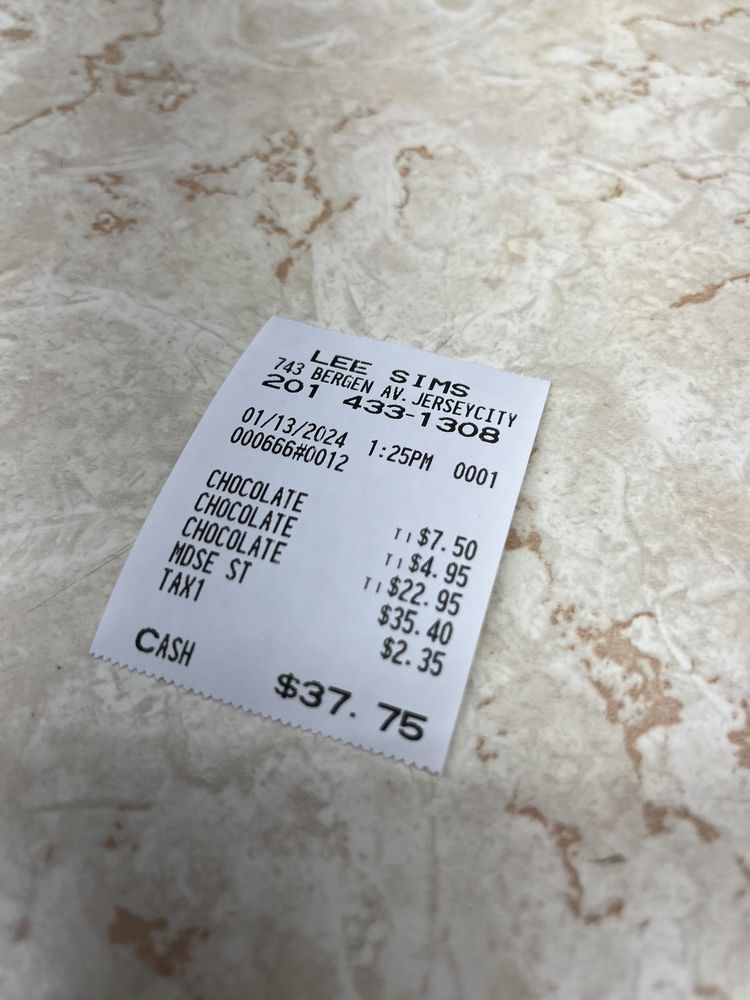 LEE SIMS
743 BERGEN AV. JERSEYCITY
201 433-1308
01/13/2024 1:25PM 0001
000666#0012
CHOCOLATE T1 $7.50
CHOCOLATE T1 $4.95
CHOCOLATE T1 $22.95
MDSE ST $35.40
TAX1 $2.35
CASH $37.75